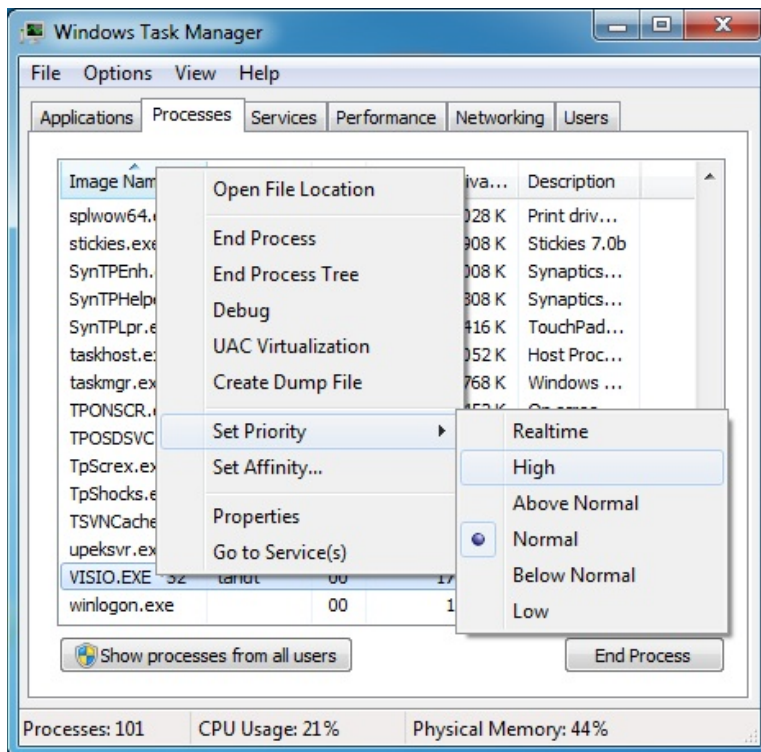 Windows Task Manager
File Options View Help
Applications Processes Services Performance Networking Users
Image Nam iva... Description
splwow64. 028 K Print driv...
stickies.exe 908 K Stickies 7.0b
SynTPEnh. 008 K Synaptics...
SynTPHelp 808 K Synaptics...
SynTPLpr.e 416 K TouchPad...
taskhost.e 052 K Host Proc...
taskmgr.ex 768 K Windows ...
TPONSCR.
TPOSDSVC
TpScrex.ex
TpShocks.e
TSVNCache
upeksvr.ex
VISIO.EXE *32 00 17
winlogon.exe 00 1
Open File Location
End Process
End Process Tree
Debug
UAC Virtualization
Create Dump File
Set Priority
Set Affinity...
Properties
Go to Service(s)
Realtime
High
Above Normal
Normal
Below Normal
Low
Show processes from all users End Process
Processes: 101 CPU Usage: 21% Physical Memory: 44%